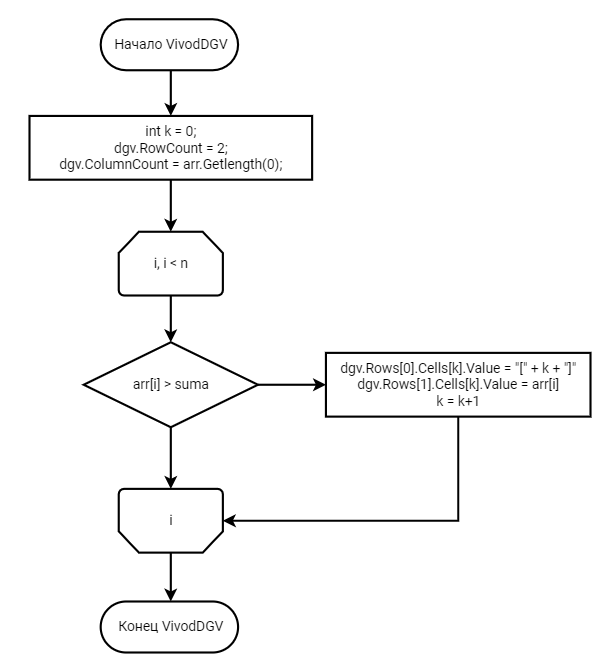 Начало VivodDGV
int k = 0;
dgv.RowCount = 2;
dgv.ColumnCount = arr.Getlength(0);
i, i < n
arr[i] > suma
dgv.Rows[0].Cells[k].Value = "[" + k + "]"
dgv.Rows[1].Cells[k].Value = arr[i]
k = k+1
i
Конец VivodDGV